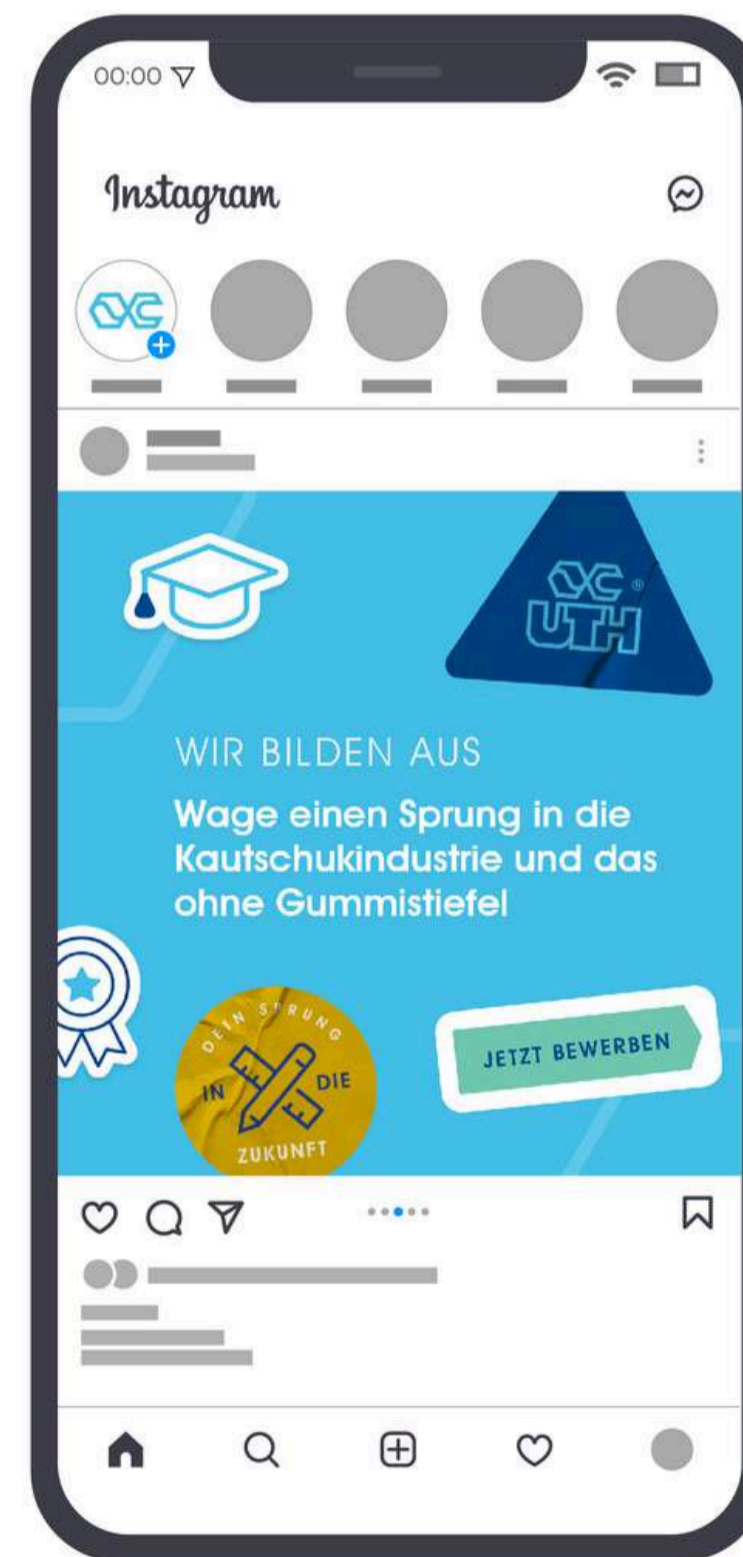 00:00
Instagram
®
UTH
WIR BILDEN AUS
Wage einen Sprung in die
Kautschukindustrie und das
ohne Gummistiefel
DEIN SPRUNG
IN DIE
ZUKUNFT
JETZT BEWERBEN